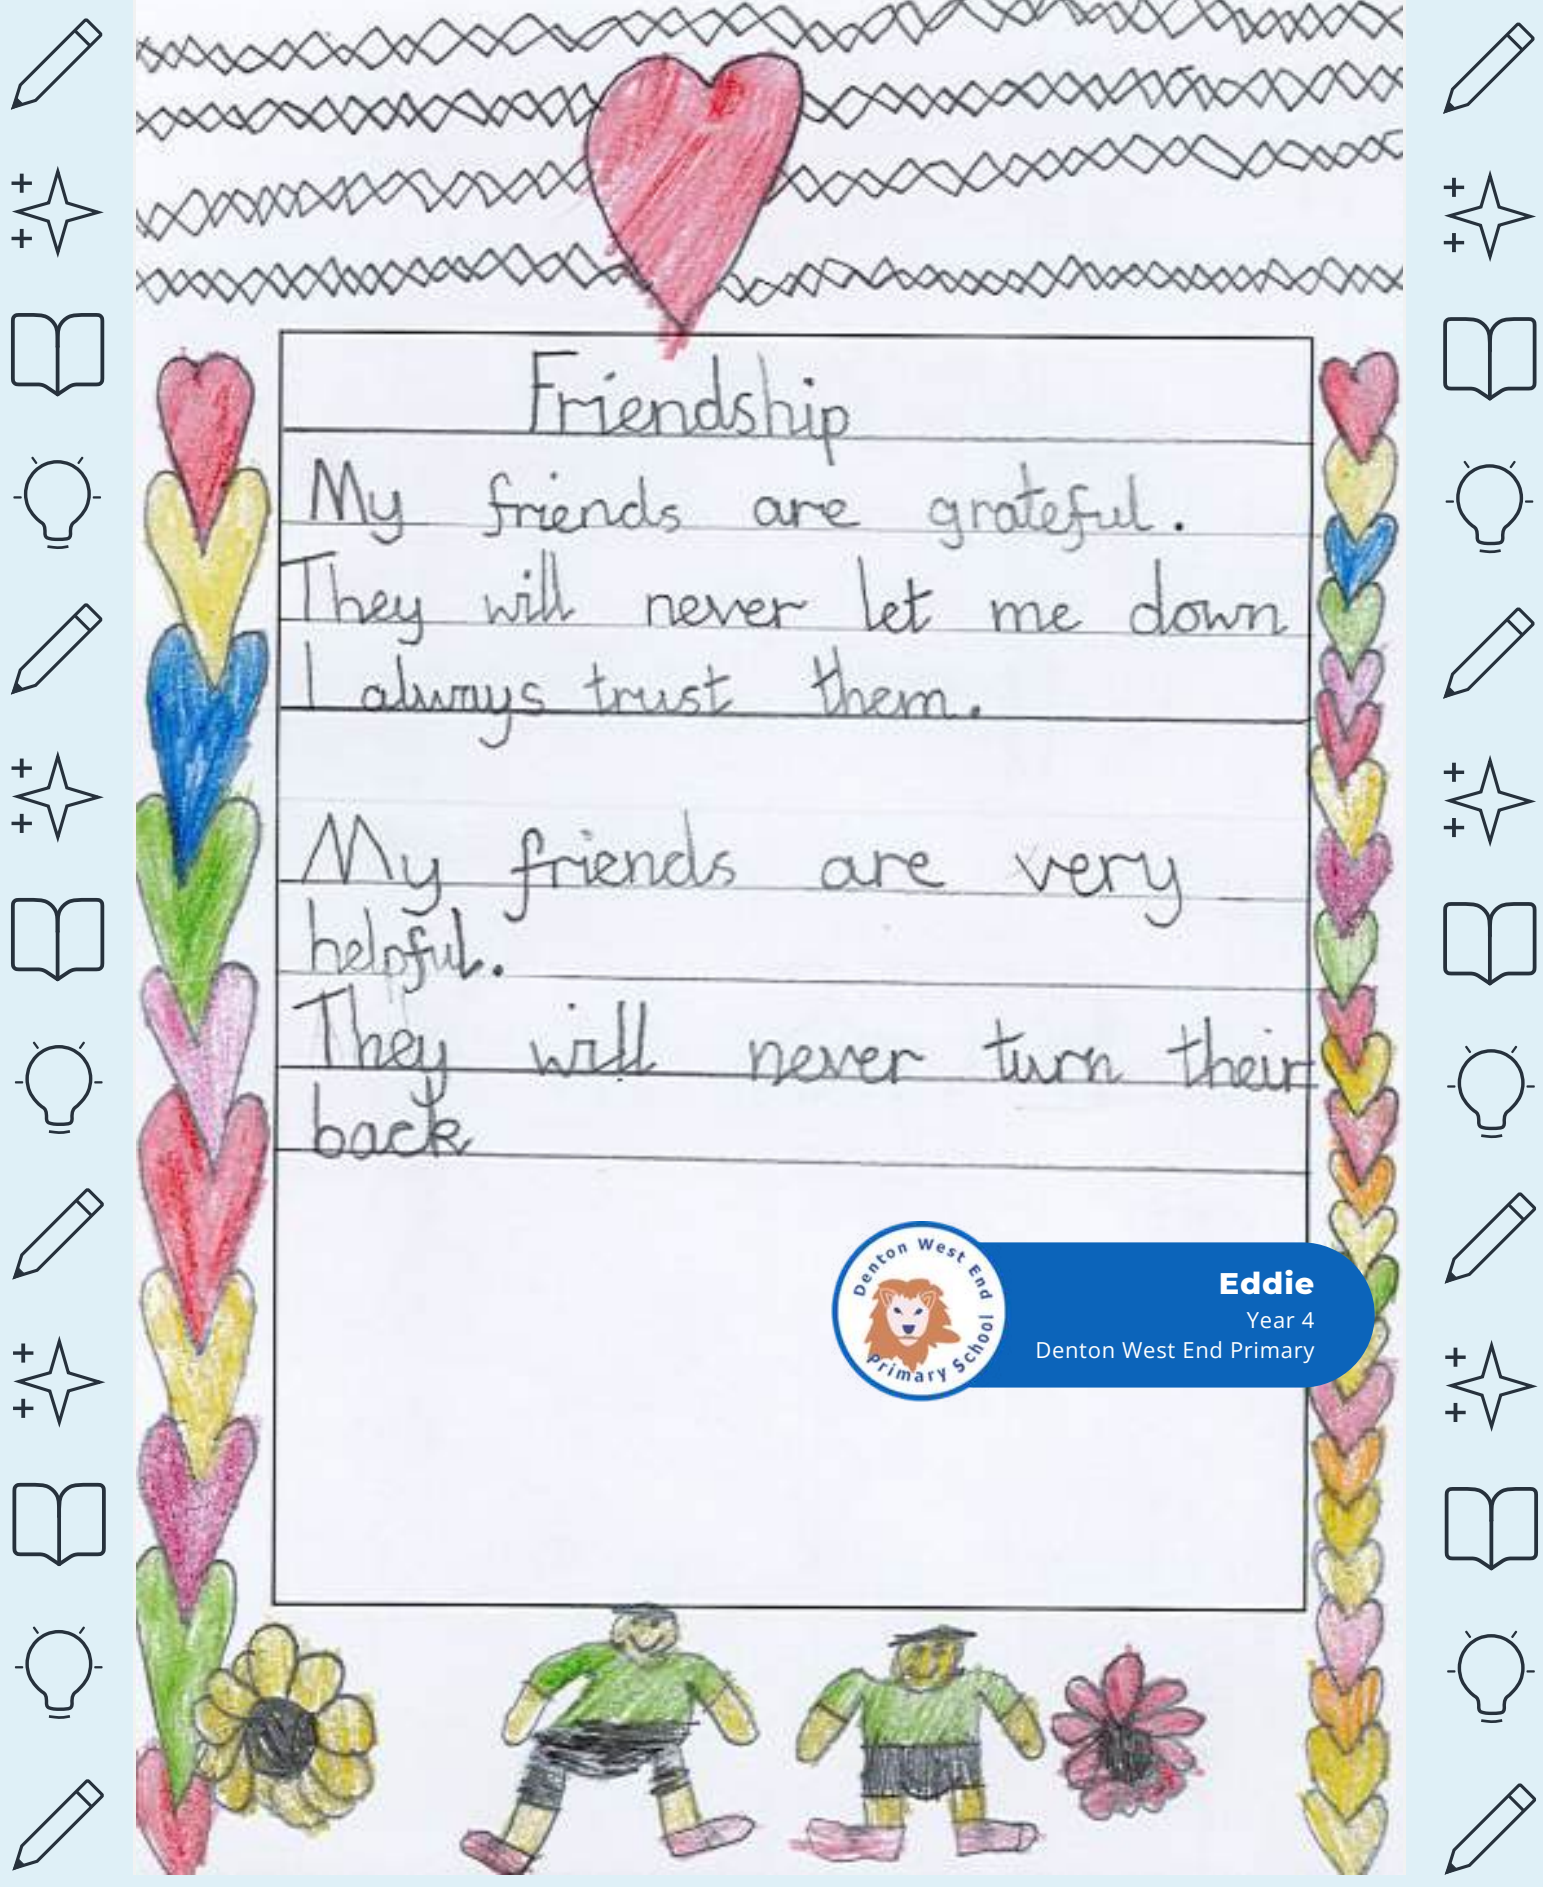 Friendship
My friends are grateful.
They will never let me down
I always trust them.
My friends are very
helpful.
They will never turn their
back
Denton West End
Primary School
Eddie
Year 4
Denton West End Primary